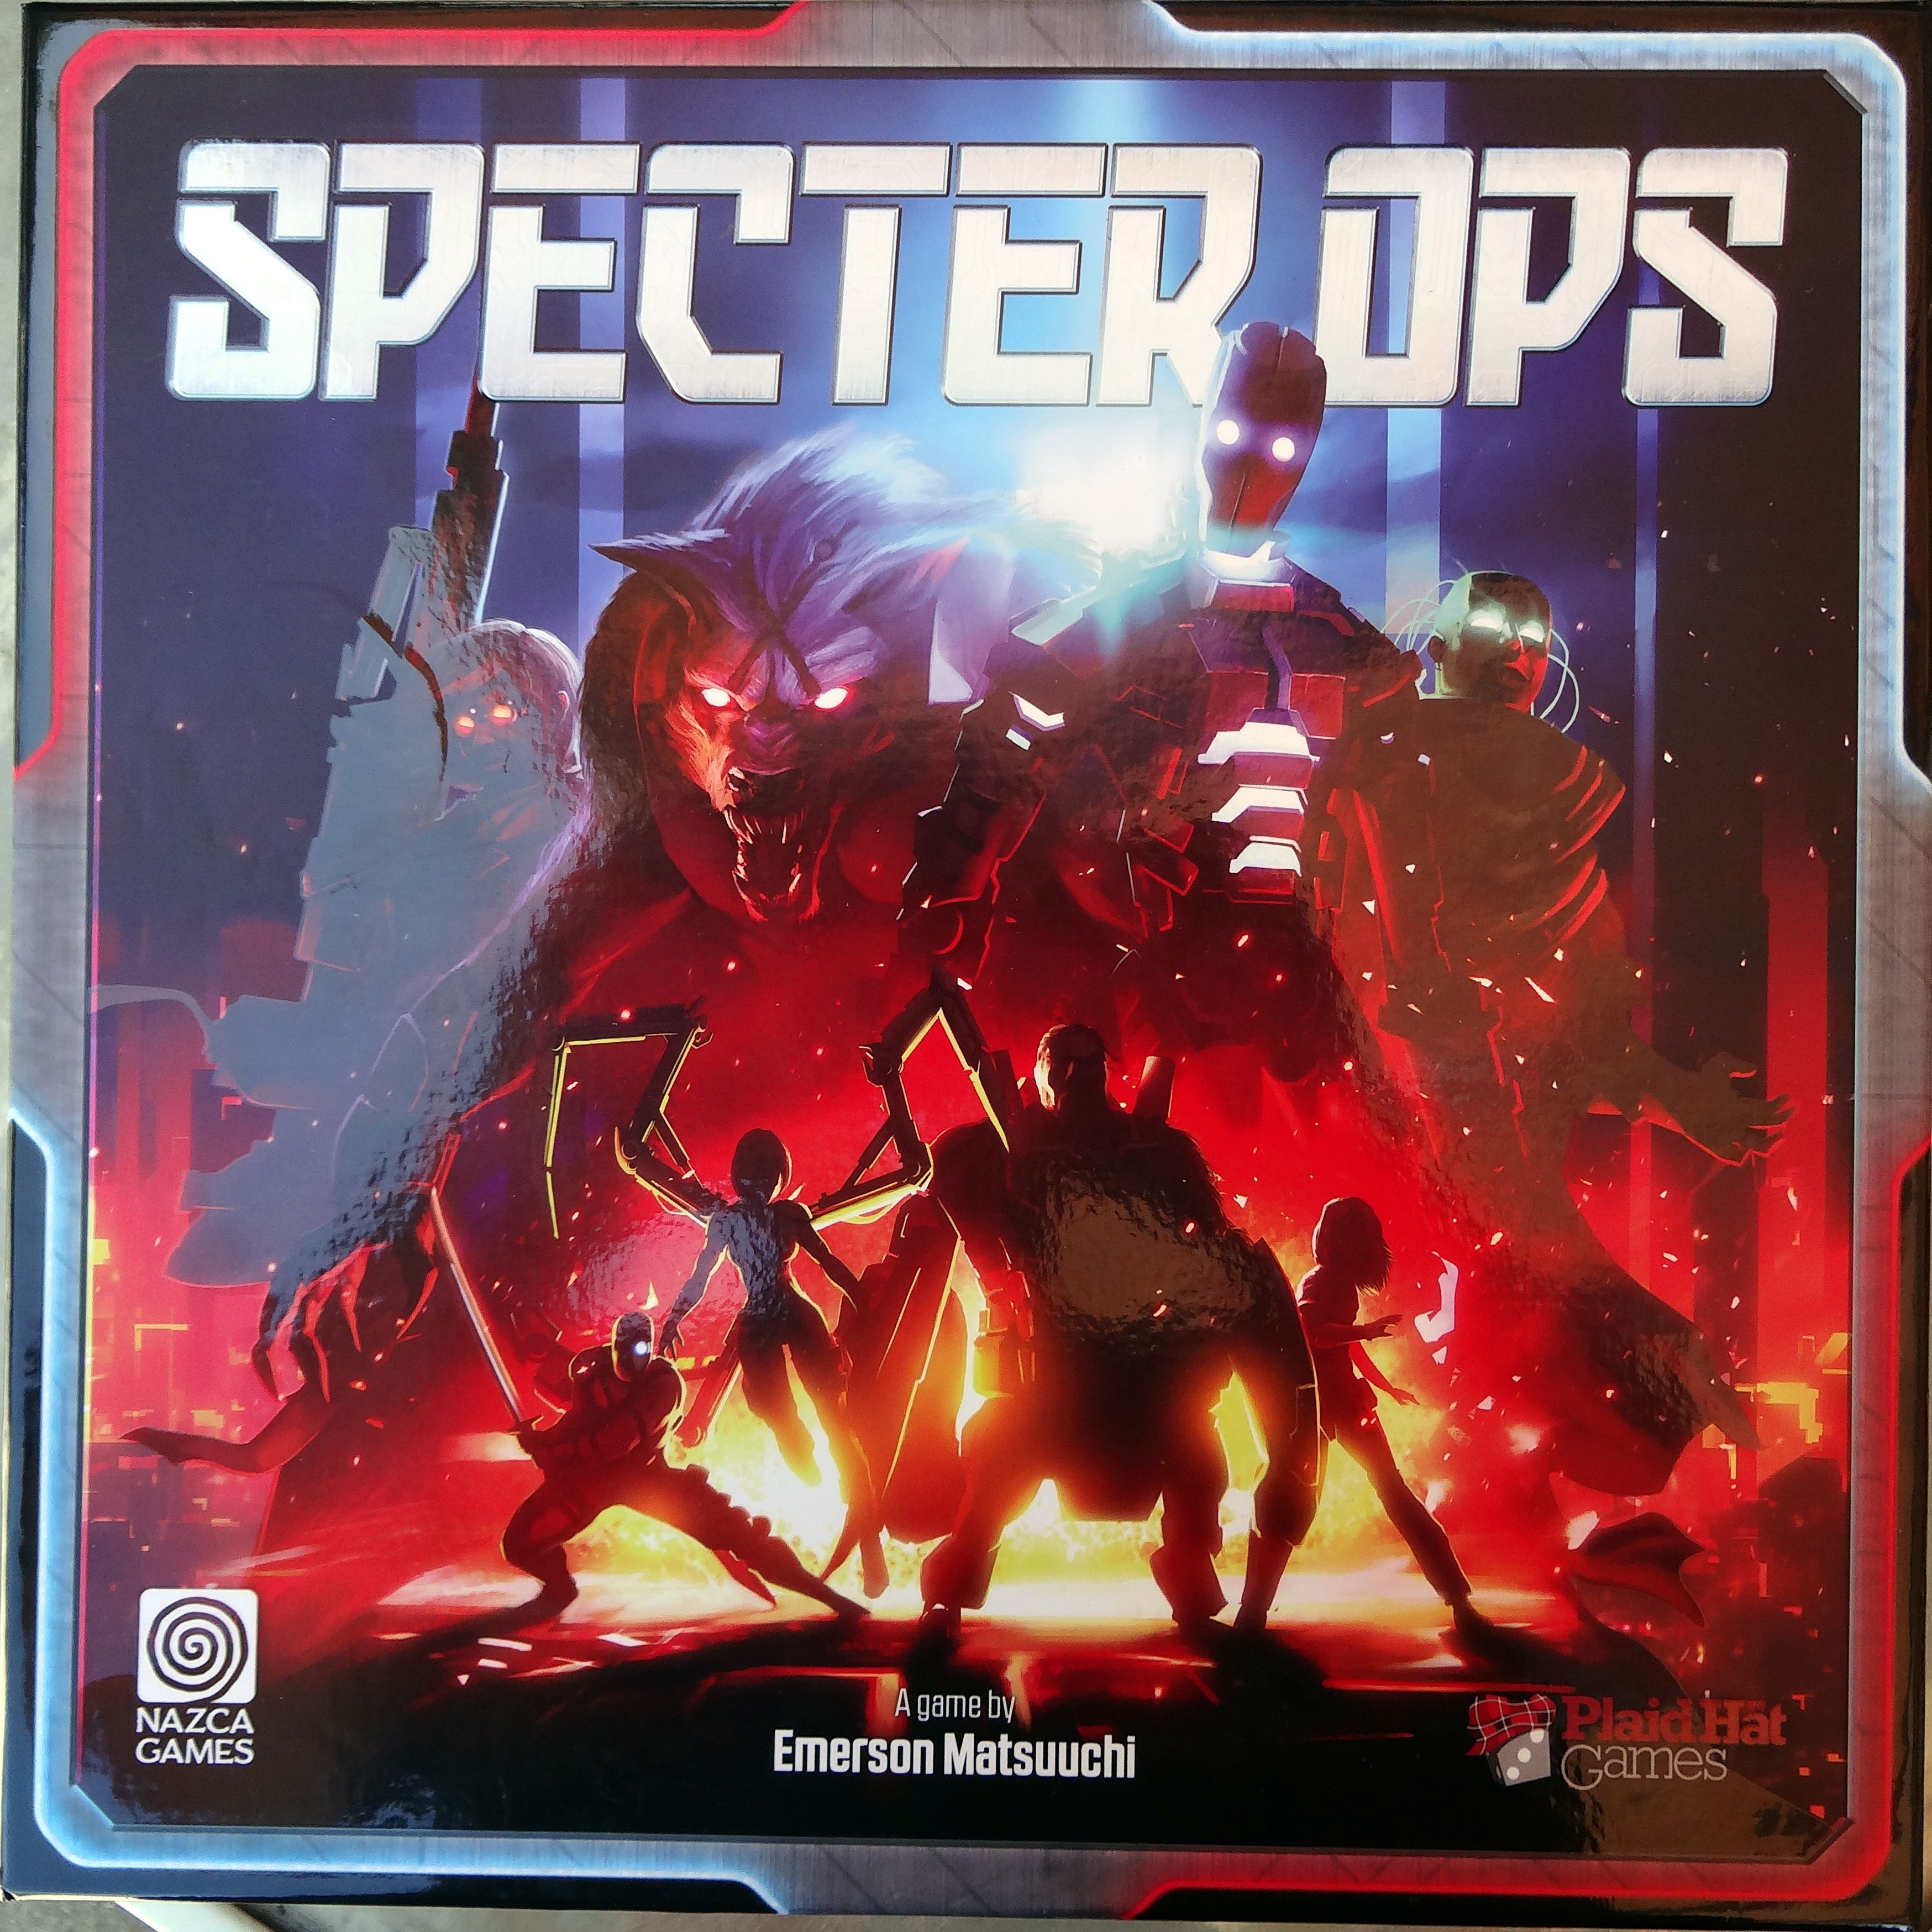 SPECTER OPS
NAZCA
GAMES
A game by
Emerson Matsuuchi
Plaid Hat
Games